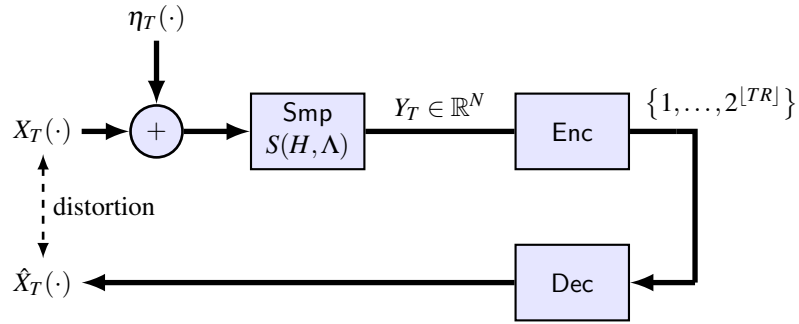 η_T(·)
X_T(·)
+
Smp
S(H, Λ)
Y_T ∈ ℝ^N
Enc
{1, …, 2^{⌊TR⌋}}
distortion
X̂_T(·)
Dec